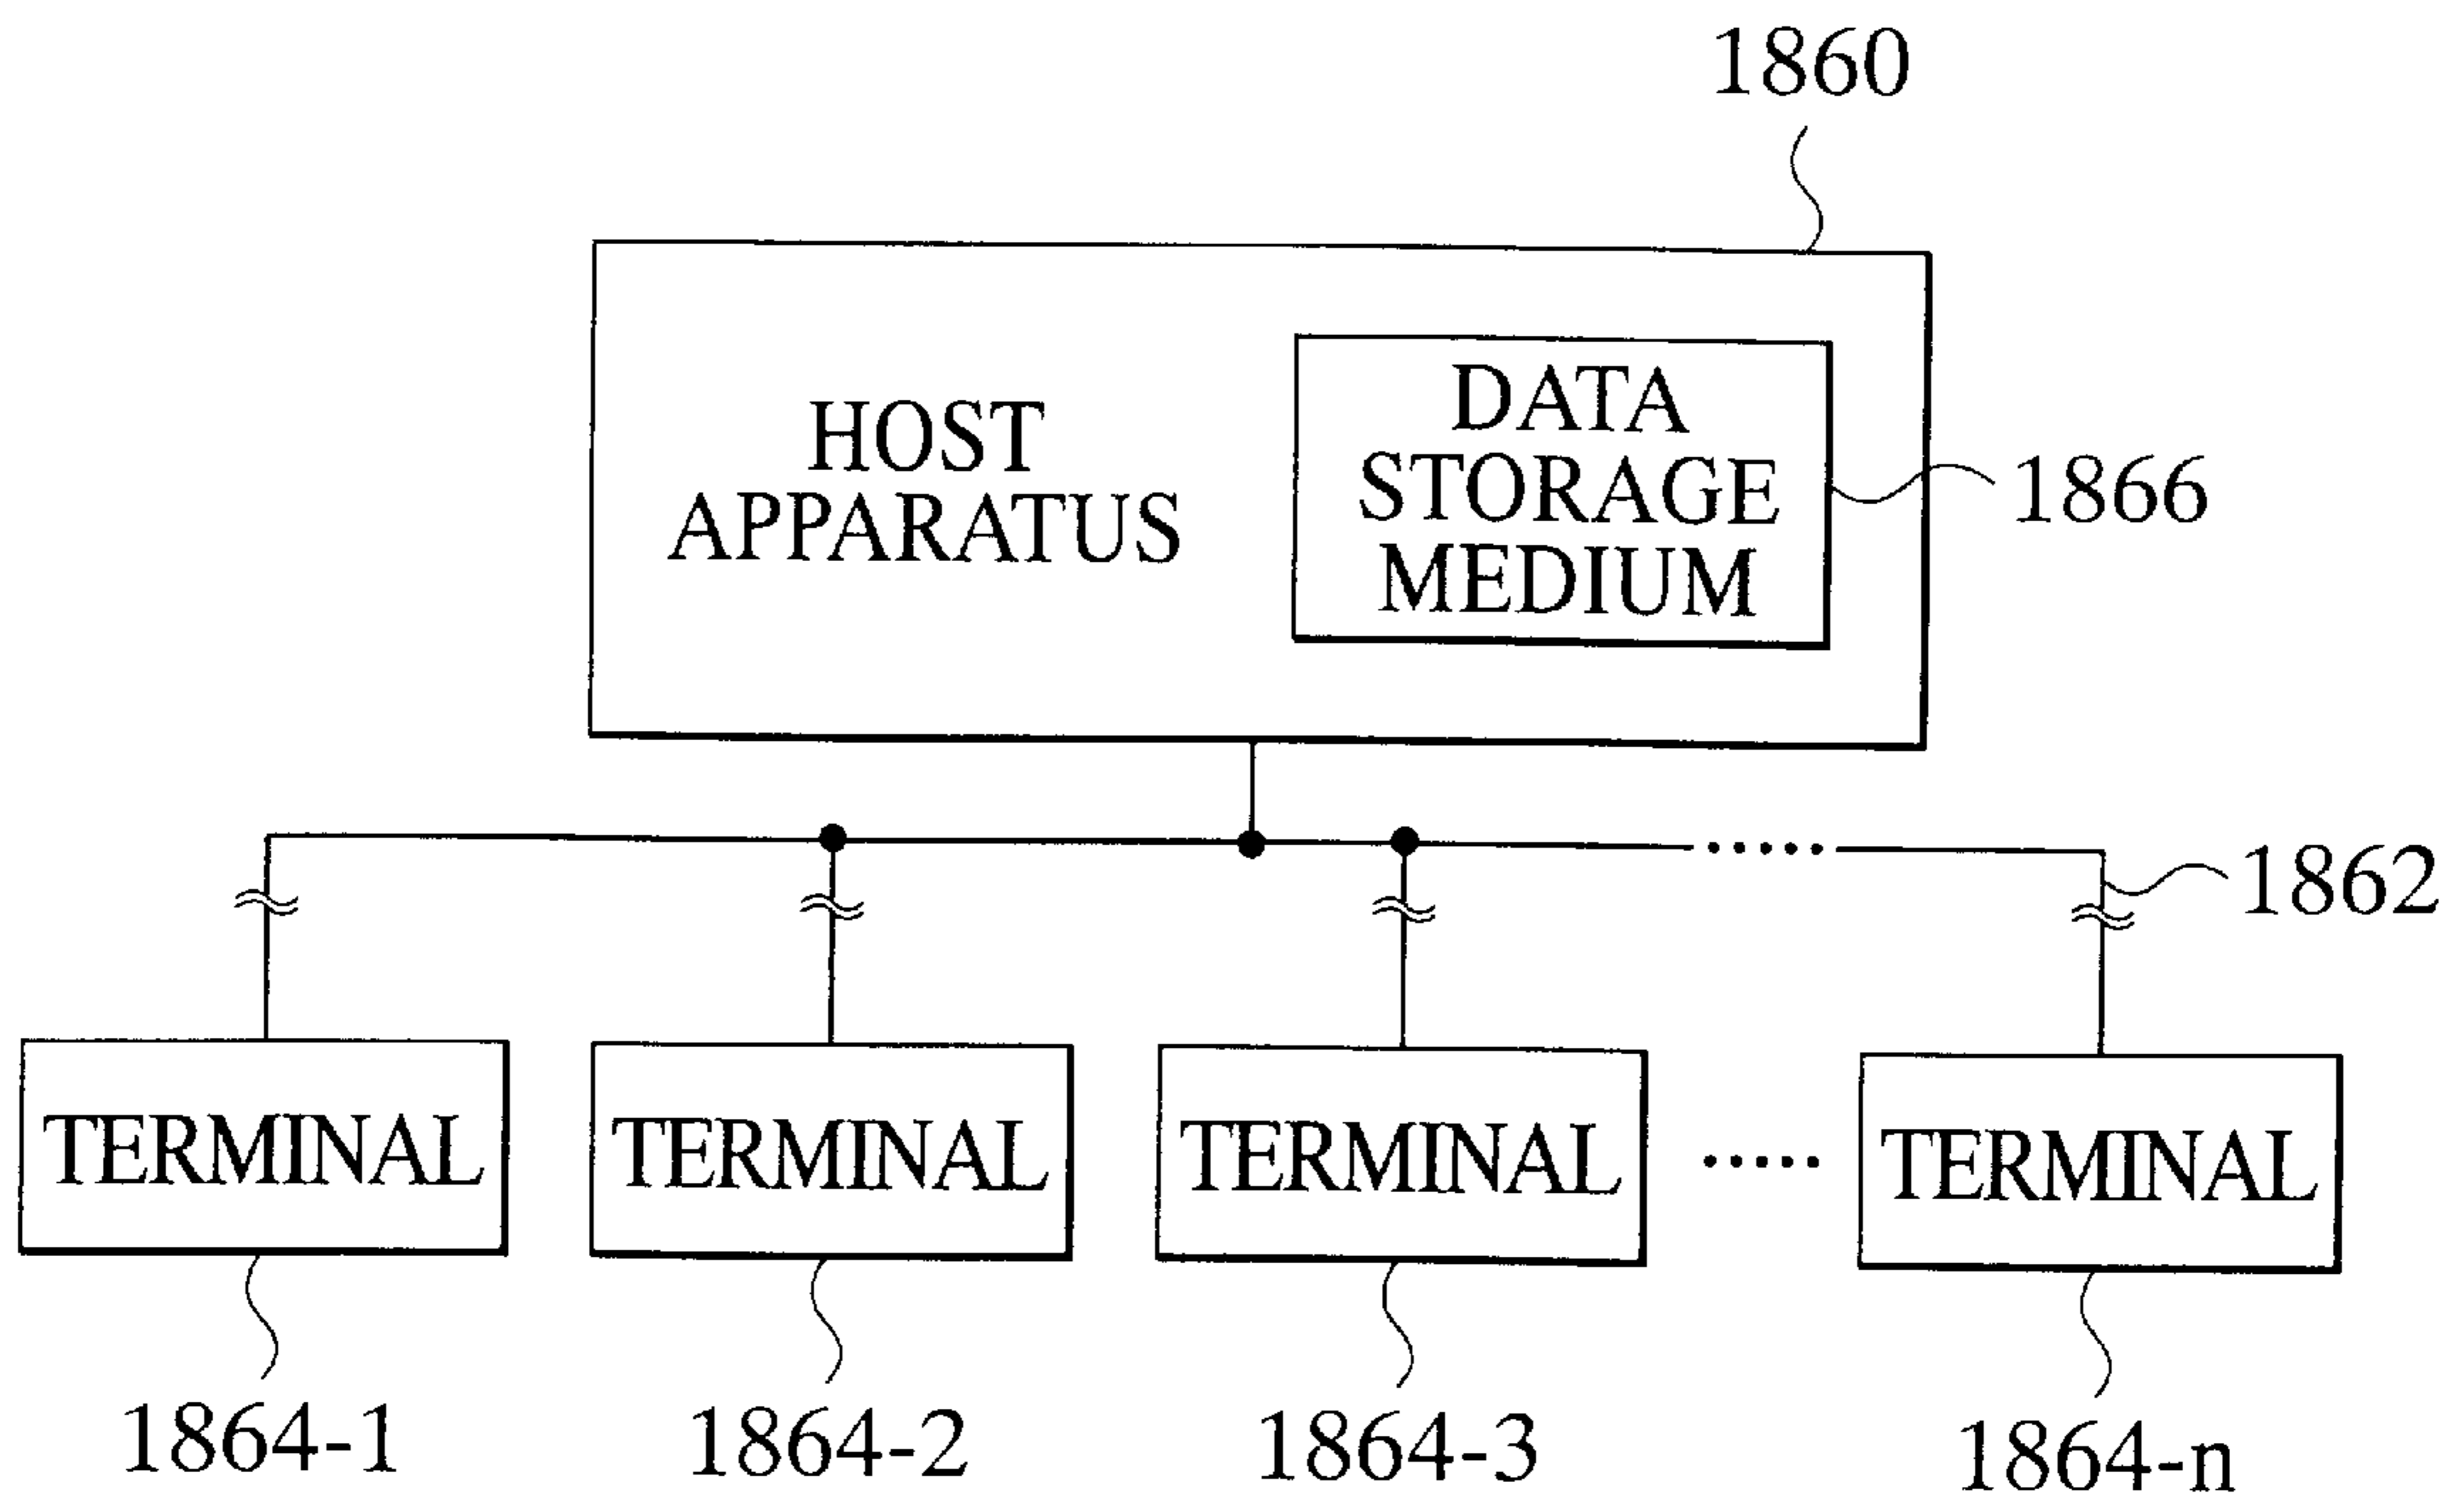 1860
HOST
APPARATUS
DATA
STORAGE
MEDIUM
1866
1862
TERMINAL
TERMINAL
TERMINAL
.....
TERMINAL
1864-1
1864-2
1864-3
1864-n